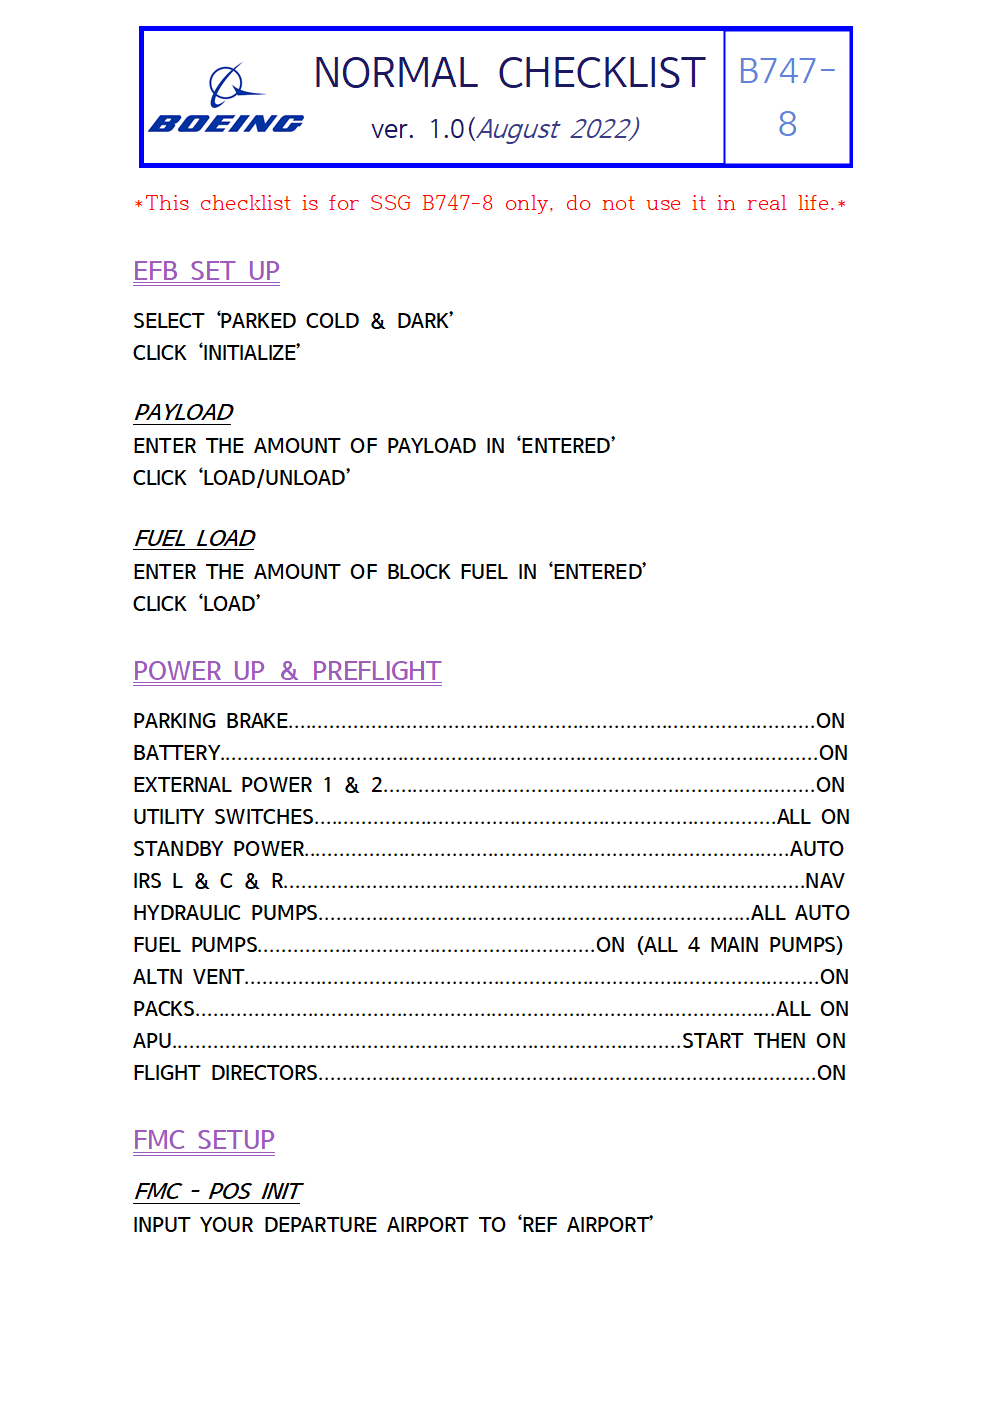 BOEING
NORMAL CHECKLIST
ver. 1.0(August 2022)
B747-
8
*This checklist is for SSG B747-8 only, do not use it in real life.*
EFB SET UP
SELECT ‘PARKED COLD & DARK’
CLICK ‘INITIALIZE’
PAYLOAD
ENTER THE AMOUNT OF PAYLOAD IN ‘ENTERED’
CLICK ‘LOAD/UNLOAD’
FUEL LOAD
ENTER THE AMOUNT OF BLOCK FUEL IN ‘ENTERED’
CLICK ‘LOAD’
POWER UP & PREFLIGHT
PARKING BRAKE........................................................................................ON
BATTERY....................................................................................................ON
EXTERNAL POWER 1 & 2........................................................................ON
UTILITY SWITCHES.............................................................................ALL ON
STANDBY POWER.................................................................................AUTO
IRS L & C & R.......................................................................................NAV
HYDRAULIC PUMPS........................................................................ALL AUTO
FUEL PUMPS........................................................ON (ALL 4 MAIN PUMPS)
ALTN VENT................................................................................................ON
PACKS.................................................................................................ALL ON
APU.....................................................................................START THEN ON
FLIGHT DIRECTORS...................................................................................ON
FMC SETUP
FMC - POS INIT
INPUT YOUR DEPARTURE AIRPORT TO ‘REF AIRPORT’